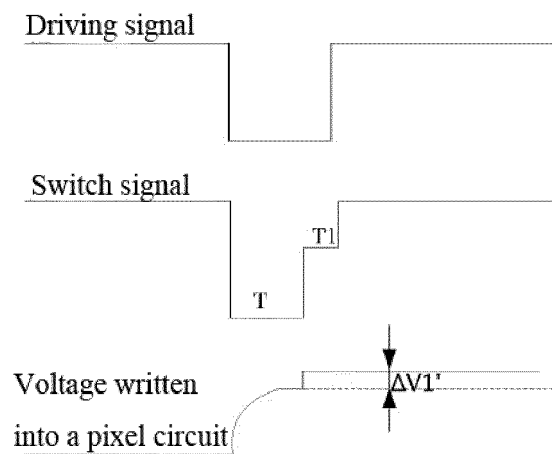 Driving signal
Switch signal
T1
T
Voltage written
ΔV1'
into a pixel circuit